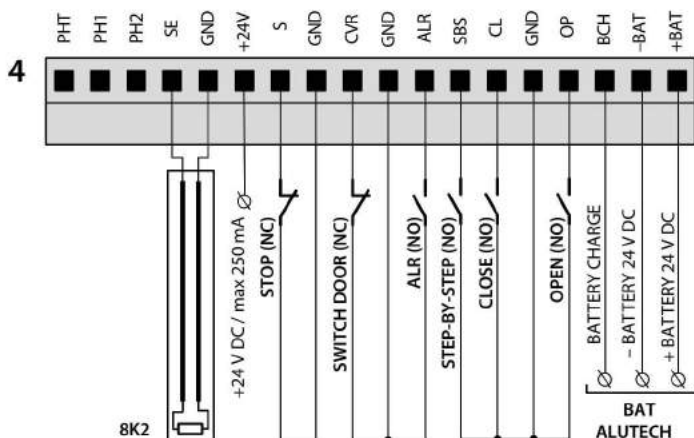 PHT PH1 PH2 SE GND +24V S GND CVR GND ALR SBS CL GND OP BCH –BAT +BAT
4
+24 V DC / max 250 mA
STOP (NC)
SWITCH DOOR (NC)
ALR (NO)
STEP-BY-STEP (NO)
CLOSE (NO)
OPEN (NO)
BATTERY CHARGE
– BATTERY 24 V DC
+ BATTERY 24 V DC
8K2
BAT
ALUTECH